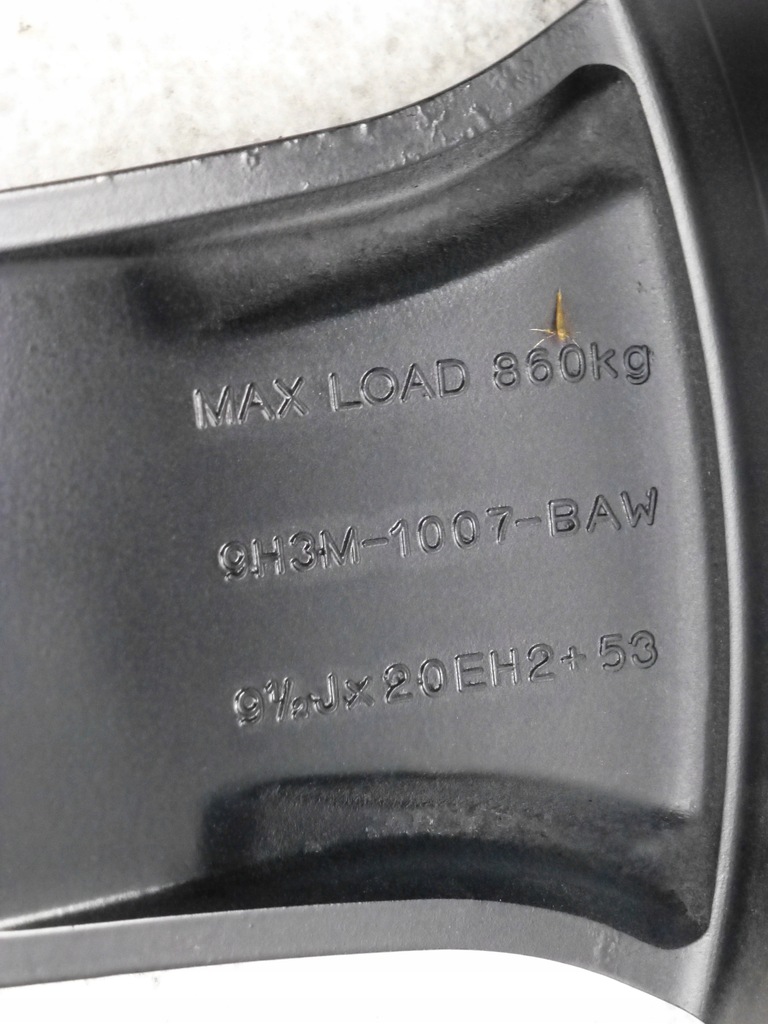 MAX LOAD 860kg
9H3M-1007-BAW
9½Jx20EH2+53